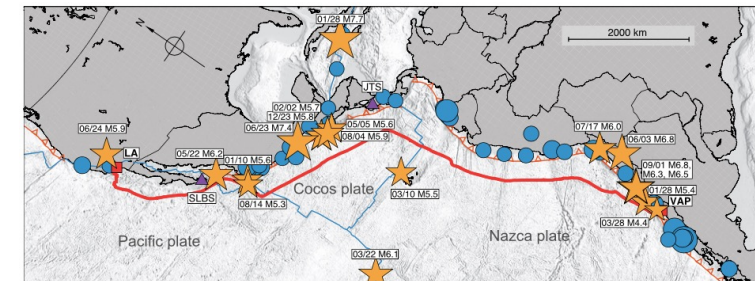 01/28 M7.7
N
2000 km
JTS
02/02 M5.7
12/23 M5.8
06/23 M7.4
05/05 M5.6
08/04 M5.9
07/17 M6.0
06/03 M6.8
06/24 M5.9
LA
05/22 M6.2
01/10 M5.6
09/01 M6.8,
M6.3, M6.5
01/28 M5.4
VAP
SLBS
08/14 M5.3
Cocos plate
03/10 M5.5
03/28 M4.4
Pacific plate
Nazca plate
03/22 M6.1